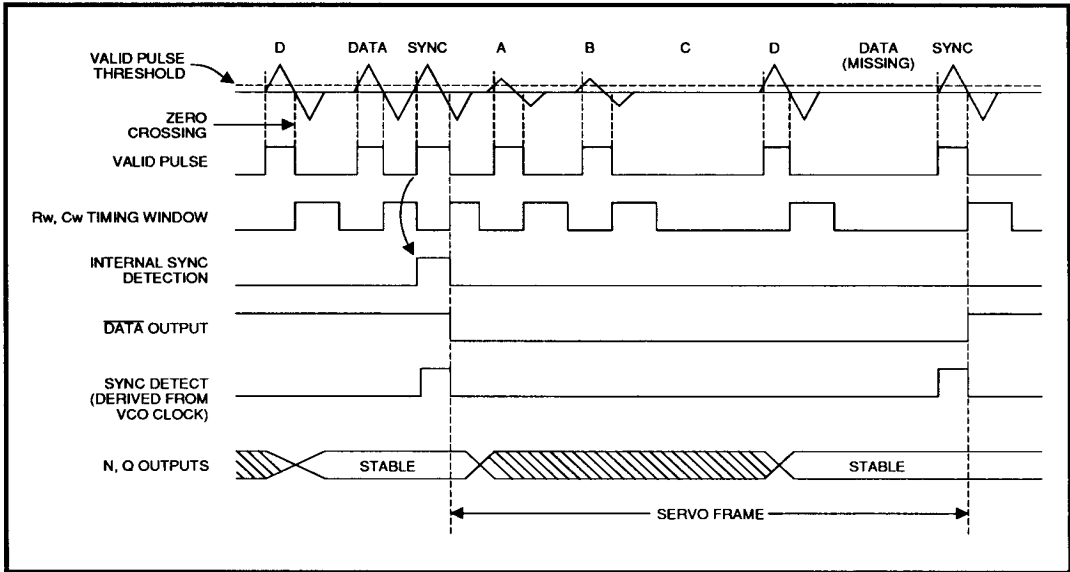 D DATA SYNC A B C D DATA SYNC
(MISSING)
VALID PULSE
THRESHOLD
ZERO
CROSSING
VALID PULSE
Rw, Cw TIMING WINDOW
INTERNAL SYNC
DETECTION
DATA OUTPUT
SYNC DETECT
(DERIVED FROM
VCO CLOCK)
N, Q OUTPUTS STABLE STABLE
SERVO FRAME